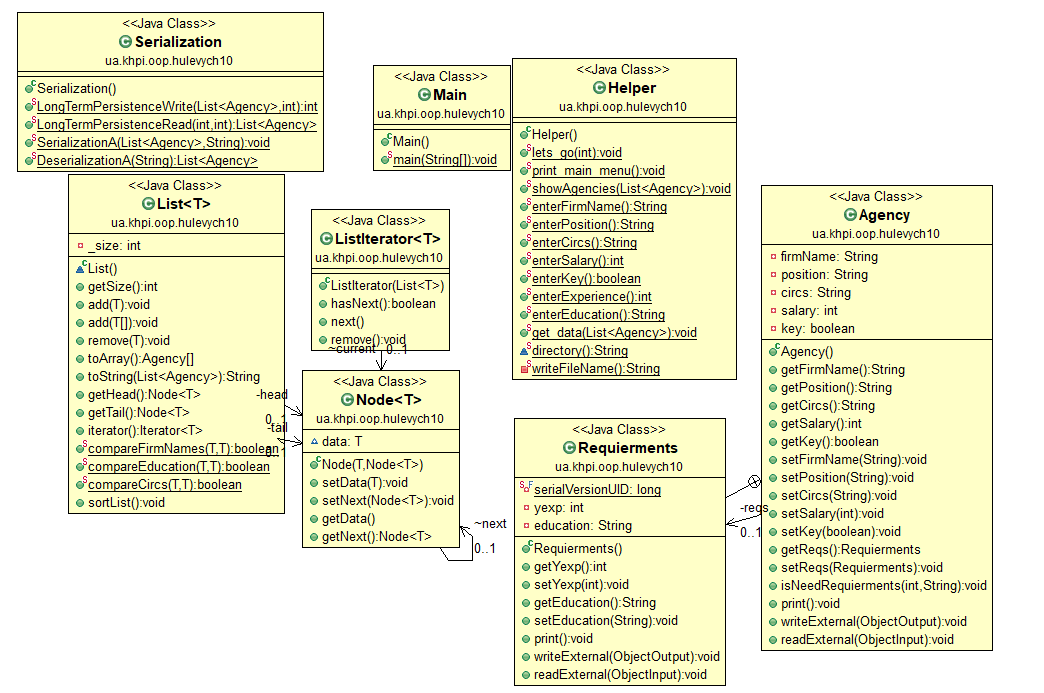 <<Java Class>>
Serialization
ua.khpi.oop.hulevych10
Serialization()
LongTermPersistenceWrite(List<Agency>,int):int
LongTermPersistenceRead(int,int):List<Agency>
SerializationA(List<Agency>,String):void
DeserializationA(String):List<Agency>
<<Java Class>>
Main
ua.khpi.oop.hulevych10
Main()
main(String[]):void
<<Java Class>>
Helper
ua.khpi.oop.hulevych10
Helper()
lets_go(int):void
print_main_menu():void
showAgencies(List<Agency>):void
enterFirmName():String
enterPosition():String
enterCircs():String
enterSalary():int
enterKey():boolean
enterExperience():int
enterEducation():String
get_data(List<Agency>):void
directory():String
writeFileName():String
<<Java Class>>
List<T>
ua.khpi.oop.hulevych10
_size: int
List()
getSize():int
add(T):void
add(T[]):void
remove(T):void
toArray():Agency[]
toString(List<Agency>):String
getHead():Node<T>
getTail():Node<T>
iterator():Iterator<T>
compareFirmNames(T,T):boolean
compareEducation(T,T):boolean
compareCircs(T,T):boolean
sortList():void
-head
0..1
-tail
0..1
<<Java Class>>
ListIterator<T>
ua.khpi.oop.hulevych10
ListIterator(List<T>)
hasNext():boolean
next()
remove():void
~current
0..1
<<Java Class>>
Node<T>
ua.khpi.oop.hulevych10
data: T
Node(T,Node<T>)
setData(T):void
setNext(Node<T>):void
getData()
getNext():Node<T>
~next
0..1
<<Java Class>>
Requierments
ua.khpi.oop.hulevych10
serialVersionUID: long
yexp: int
education: String
Requierments()
getYexp():int
setYexp(int):void
getEducation():String
setEducation(String):void
print():void
writeExternal(ObjectOutput):void
readExternal(ObjectInput):void
-reqs
0..1
<<Java Class>>
Agency
ua.khpi.oop.hulevych10
firmName: String
position: String
circs: String
salary: int
key: boolean
Agency()
getFirmName():String
getPosition():String
getCircs():String
getSalary():int
getKey():boolean
setFirmName(String):void
setPosition(String):void
setCircs(String):void
setSalary(int):void
setKey(boolean):void
getReqs():Requierments
setReqs(Requierments):void
isNeedRequierments(int,String):void
print():void
writeExternal(ObjectOutput):void
readExternal(ObjectInput):void